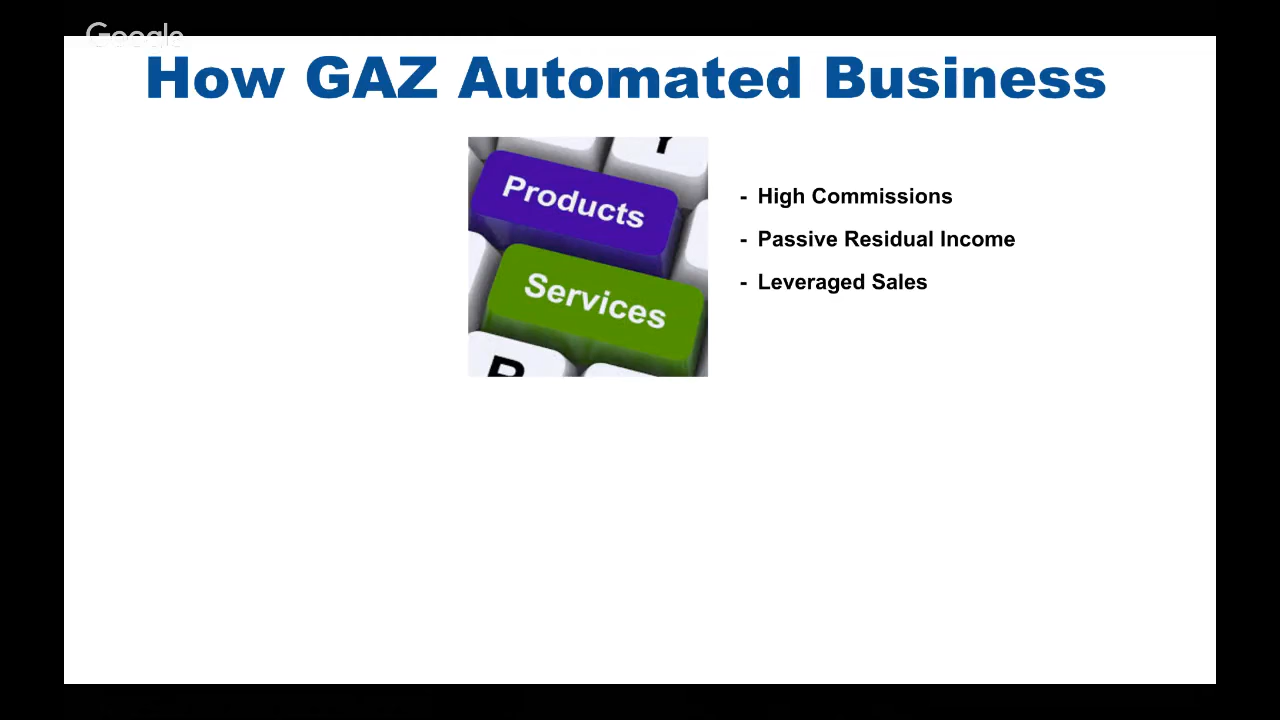 Google
How GAZ Automated Business
Y
Products
Services
R
- High Commissions
- Passive Residual Income
- Leveraged Sales